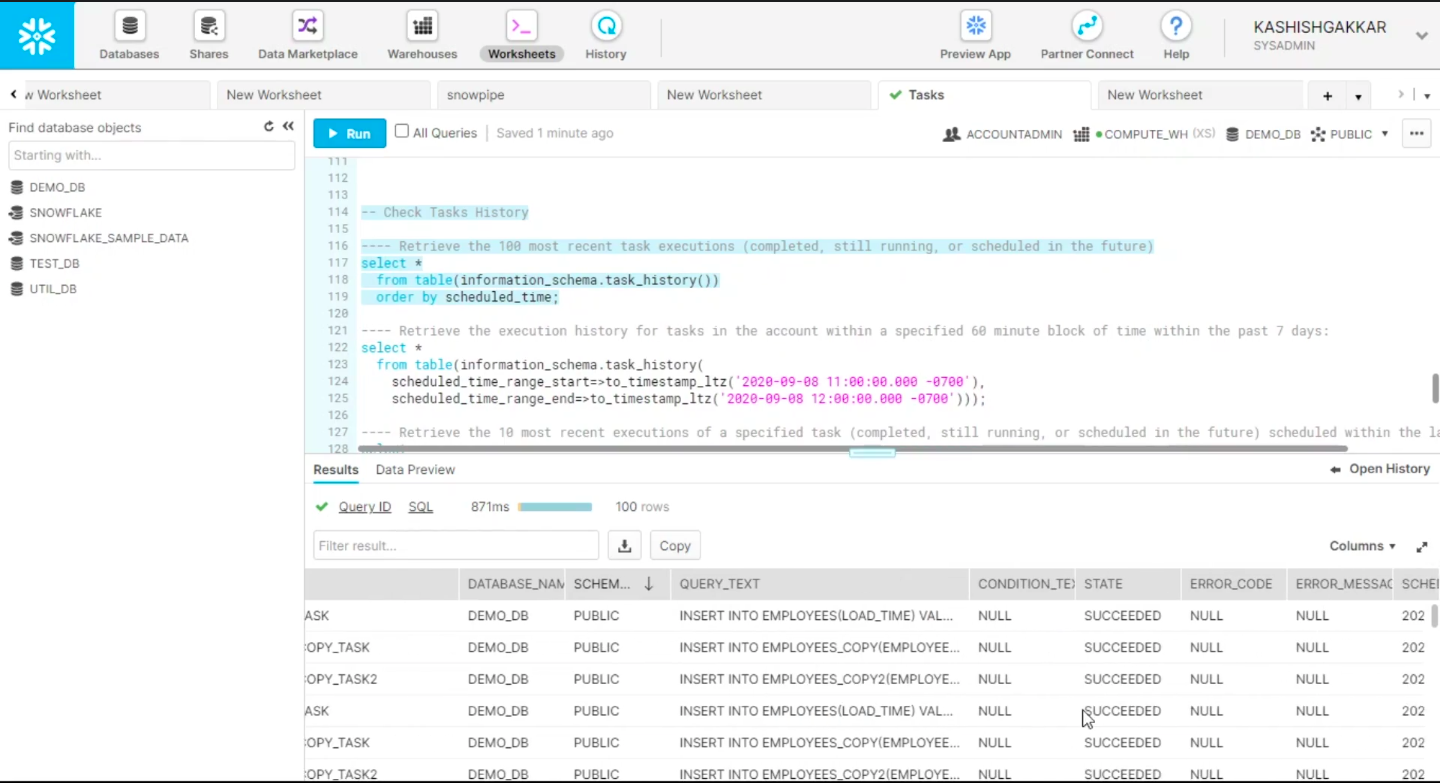 Databases Shares Data Marketplace Warehouses Worksheets History Preview App Partner Connect Help KASHISHGAKKAR
SYSADMIN
w Worksheet New Worksheet snowpipe New Worksheet Tasks New Worksheet
Find database objects
Starting with...
DEMO_DB
SNOWFLAKE
SNOWFLAKE_SAMPLE_DATA
TEST_DB
UTIL_DB
Run All Queries Saved 1 minute ago ACCOUNTADMIN COMPUTE_WH (XS) DEMO_DB PUBLIC
111
112
113
114 -- Check Tasks History
115
116 ---- Retrieve the 100 most recent task executions (completed, still running, or scheduled in the future)
117 select *
118 from table(information_schema.task_history())
119 order by scheduled_time;
120
121 ---- Retrieve the execution history for tasks in the account within a specified 60 minute block of time within the past 7 days:
122 select *
123 from table(information_schema.task_history(
124 scheduled_time_range_start=>to_timestamp_ltz('2020-09-08 11:00:00.000 -0700'),
125 scheduled_time_range_end=>to_timestamp_ltz('2020-09-08 12:00:00.000 -0700')));
126
127 ---- Retrieve the 10 most recent executions of a specified task (completed, still running, or scheduled in the future) scheduled within the la
128
Results Data Preview Open History
Query ID SQL 871ms 100 rows
Filter result... Copy Columns
DATABASE_NAM SCHEM... QUERY_TEXT CONDITION_TEX STATE ERROR_CODE ERROR_MESSAG SCHE
ASK DEMO_DB PUBLIC INSERT INTO EMPLOYEES(LOAD_TIME) VAL... NULL SUCCEEDED NULL NULL 202
OPY_TASK DEMO_DB PUBLIC INSERT INTO EMPLOYEES_COPY(EMPLOYEE... NULL SUCCEEDED NULL NULL 202
OPY_TASK2 DEMO_DB PUBLIC INSERT INTO EMPLOYEES_COPY2(EMPLOYE... NULL SUCCEEDED NULL NULL 202
ASK DEMO_DB PUBLIC INSERT INTO EMPLOYEES(LOAD_TIME) VAL... NULL SUCCEEDED NULL NULL 202
OPY_TASK DEMO_DB PUBLIC INSERT INTO EMPLOYEES_COPY(EMPLOYEE... NULL SUCCEEDED NULL NULL 202
OPY_TASK2 DEMO_DB PUBLIC INSERT INTO EMPLOYEES_COPY2(EMPLOYE... NULL SUCCEEDED NULL NULL 202